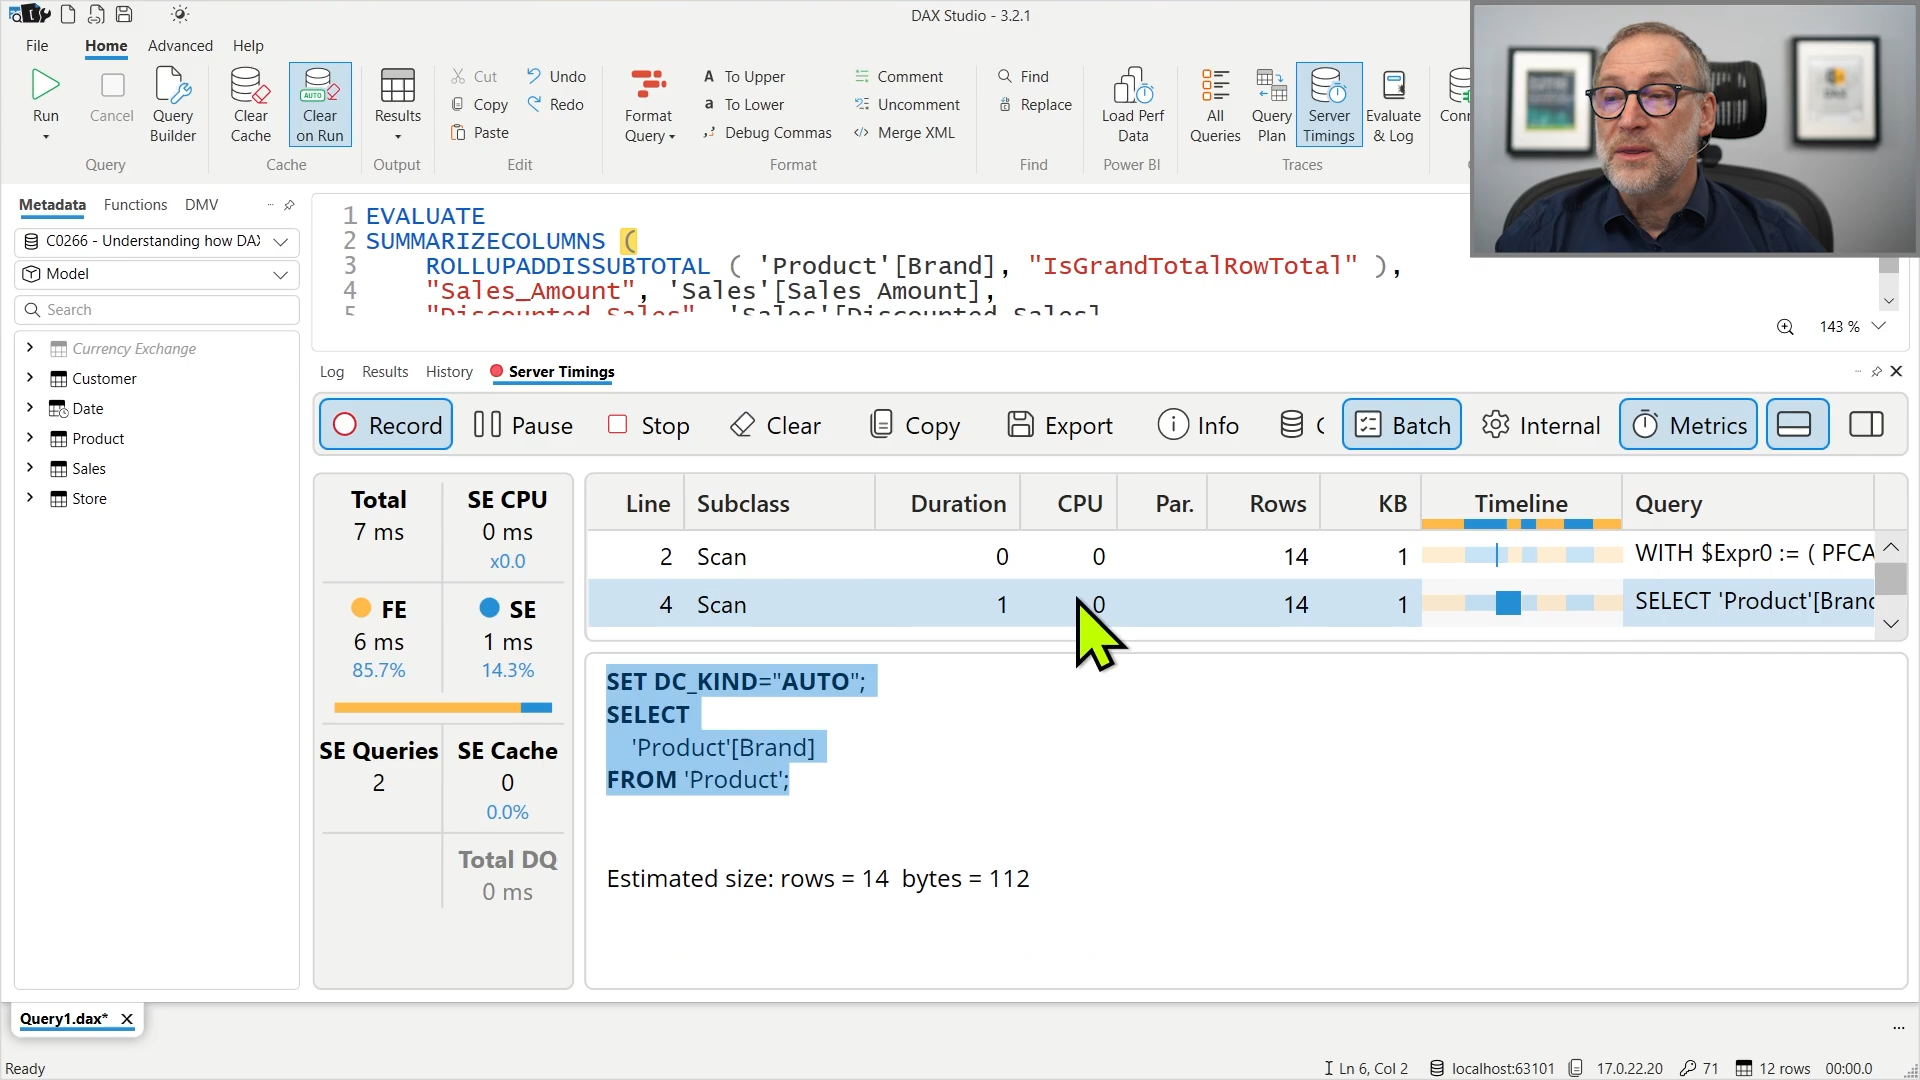 DAX Studio - 3.2.1
File Home Advanced Help
Run
Cancel
Query Builder
Query
Clear Cache
AUTO
Clear on Run
Cache
Results
Output
Cut
Copy
Paste
Undo
Redo
Edit
Format Query
To Upper
To Lower
Debug Commas
Comment
Uncomment
Merge XML
Format
Find
Replace
Find
Load Perf Data
Power BI
All Queries
Query Plan
Server Timings
Evaluate & Log
Traces
Conn
Metadata Functions DMV
C0266 - Understanding how DAX
Model
Search
Currency Exchange
Customer
Date
Product
Sales
Store
1 EVALUATE
2 SUMMARIZECOLUMNS (
3 ROLLUPADDISSUBTOTAL ( 'Product'[Brand], "IsGrandTotalRowTotal" ),
4 "Sales_Amount", 'Sales'[Sales Amount],
5 "Discounted_Sales", 'Sales'[Discounted Sales]
143 %
Log Results History Server Timings
Record Pause Stop Clear Copy Export Info C Batch Internal Metrics
Total
7 ms
SE CPU
0 ms
x0.0
FE
6 ms
85.7%
SE
1 ms
14.3%
SE Queries
2
SE Cache
0
0.0%
Total DQ
0 ms
Line Subclass Duration CPU Par. Rows KB Timeline Query
2 Scan 0 0 14 1 WITH $Expr0 := ( PFCA
4 Scan 1 0 14 1 SELECT 'Product'[Branc
SET DC_KIND="AUTO";
SELECT
'Product'[Brand]
FROM 'Product';
Estimated size: rows = 14 bytes = 112
Query1.dax*
Ready
Ln 6, Col 2 localhost:63101 17.0.22.20 71 12 rows 00:00.0